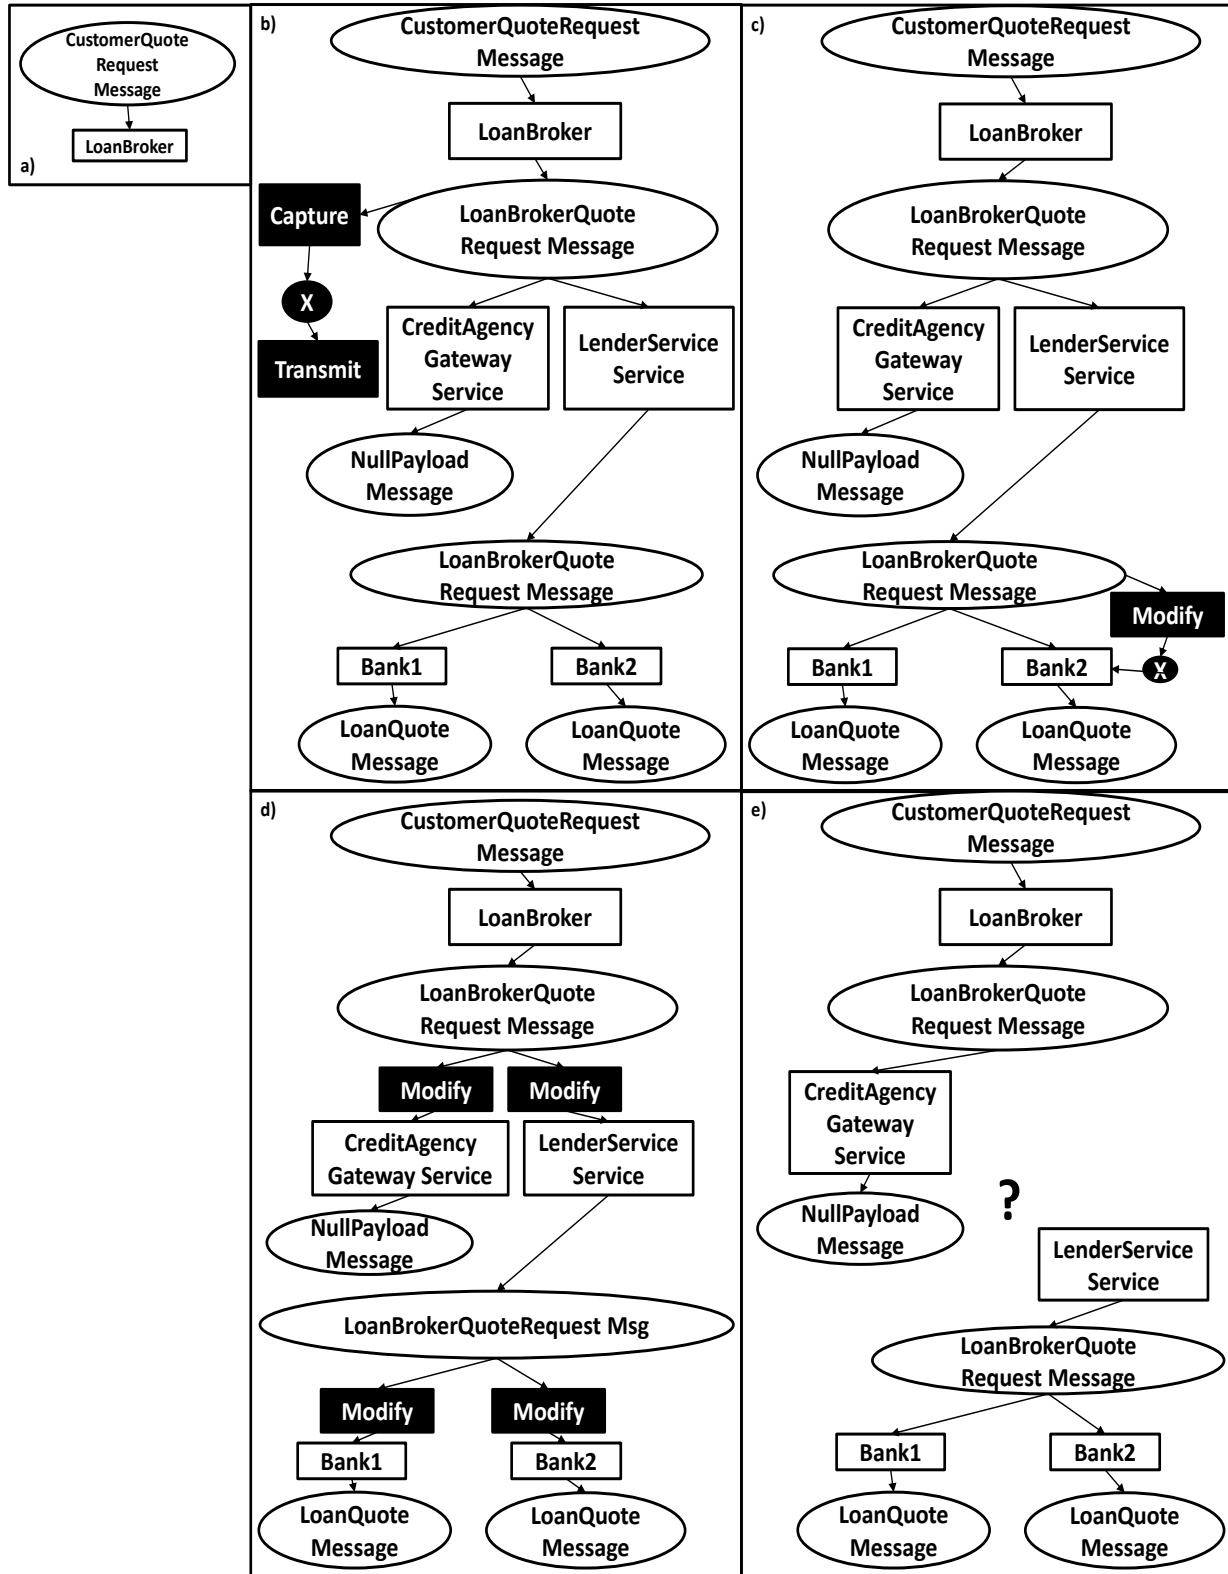 CustomerQuote
Request
Message
LoanBroker
a)
b)
CustomerQuoteRequest
Message
LoanBroker
Capture
LoanBrokerQuote
Request Message
X
Transmit
CreditAgency
Gateway
Service
LenderService
Service
NullPayload
Message
LoanBrokerQuote
Request Message
Bank1
Bank2
LoanQuote
Message
LoanQuote
Message
c)
CustomerQuoteRequest
Message
LoanBroker
LoanBrokerQuote
Request Message
CreditAgency
Gateway
Service
LenderService
Service
NullPayload
Message
LoanBrokerQuote
Request Message
Modify
X
Bank1
Bank2
LoanQuote
Message
LoanQuote
Message
d)
CustomerQuoteRequest
Message
LoanBroker
LoanBrokerQuote
Request Message
Modify
Modify
CreditAgency
Gateway Service
LenderService
Service
NullPayload
Message
LoanBrokerQuoteRequest Msg
Modify
Modify
Bank1
Bank2
LoanQuote
Message
LoanQuote
Message
e)
CustomerQuoteRequest
Message
LoanBroker
LoanBrokerQuote
Request Message
CreditAgency
Gateway
Service
NullPayload
Message
?
LenderService
Service
LoanBrokerQuote
Request Message
Bank1
Bank2
LoanQuote
Message
LoanQuote
Message